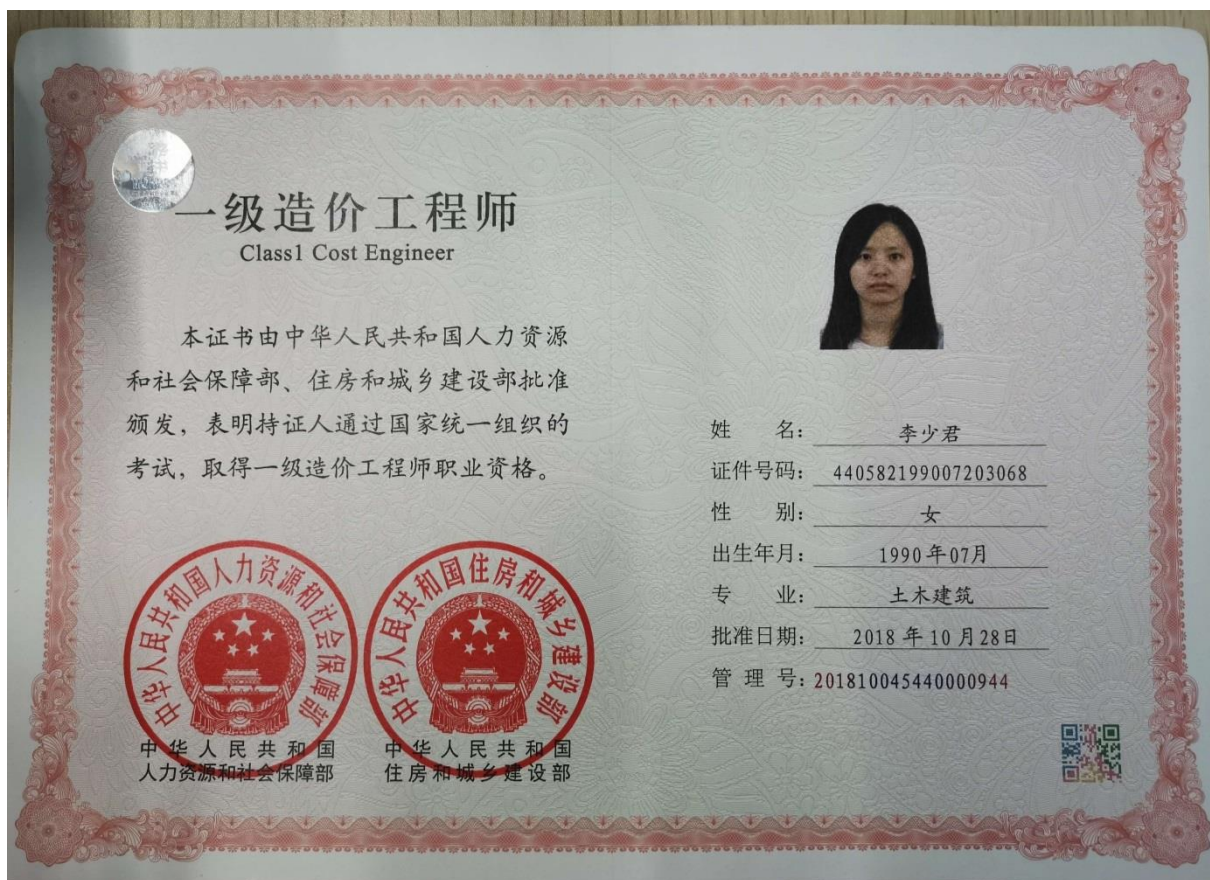 一级造价工程师
Class1 Cost Engineer
本证书由中华人民共和国人力资源
和社会保障部、住房和城乡建设部批准
颁发，表明持证人通过国家统一组织的
考试，取得一级造价工程师职业资格。
中华人民共和国人力资源和社会保障部
中华人民共和国
人力资源和社会保障部
中华人民共和国住房和城乡建设部
中华人民共和国
住房和城乡建设部
姓 名：李少君
证件号码：440582199007203068
性 别：女
出生年月：1990年07月
专 业：土木建筑
批准日期：2018年10月28日
管 理 号：201810045440000944